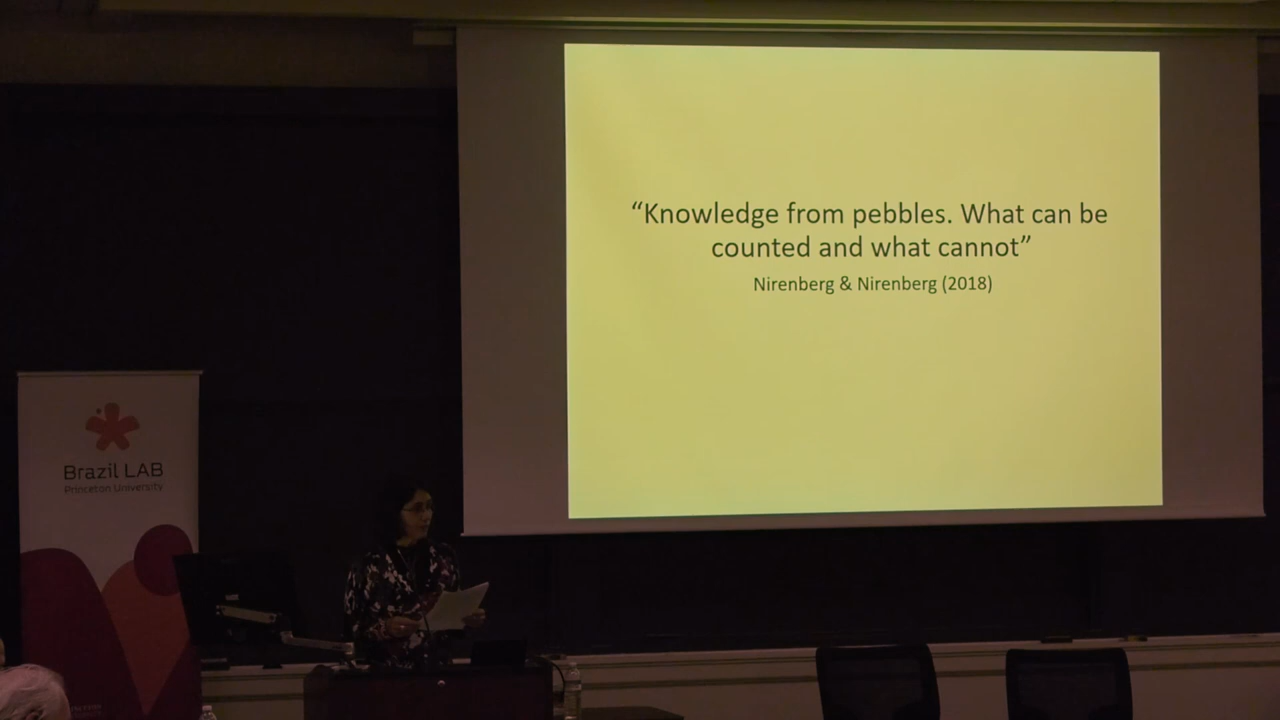 “Knowledge from pebbles. What can be
counted and what cannot”
Nirenberg & Nirenberg (2018)
Brazil LAB
Princeton University